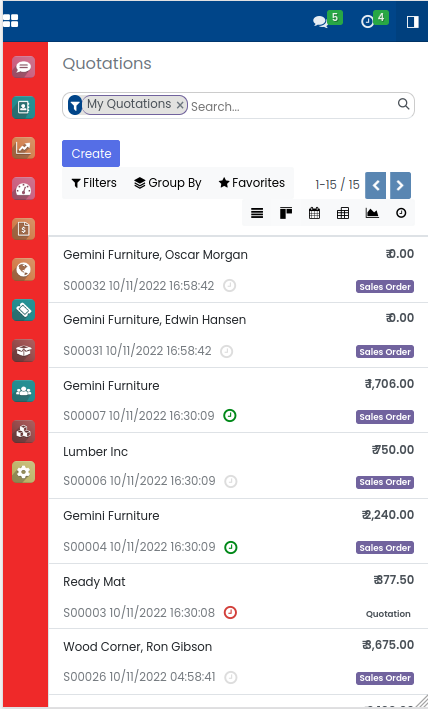 5 4
Quotations
My Quotations × Search...
Create
Filters Group By Favorites 1-15 / 15
Gemini Furniture, Oscar Morgan ₹0.00
S00032 10/11/2022 16:58:42 Sales Order
Gemini Furniture, Edwin Hansen ₹0.00
S00031 10/11/2022 16:58:42 Sales Order
Gemini Furniture ₹1,706.00
S00007 10/11/2022 16:30:09 Sales Order
Lumber Inc ₹750.00
S00006 10/11/2022 16:30:09 Sales Order
Gemini Furniture ₹2,240.00
S00004 10/11/2022 16:30:09 Sales Order
Ready Mat ₹377.50
S00003 10/11/2022 16:30:08 Quotation
Wood Corner, Ron Gibson ₹3,675.00
S00026 10/11/2022 04:58:41 Sales Order